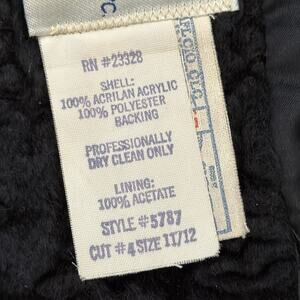 C.
RN #23328
SHELL:
100% ACRILAN ACRYLIC
100% POLYESTER
BACKING
PROFESSIONALLY
DRY CLEAN ONLY
LINING:
100% ACETATE
STYLE #5787
CUT #4 SIZE 11/12